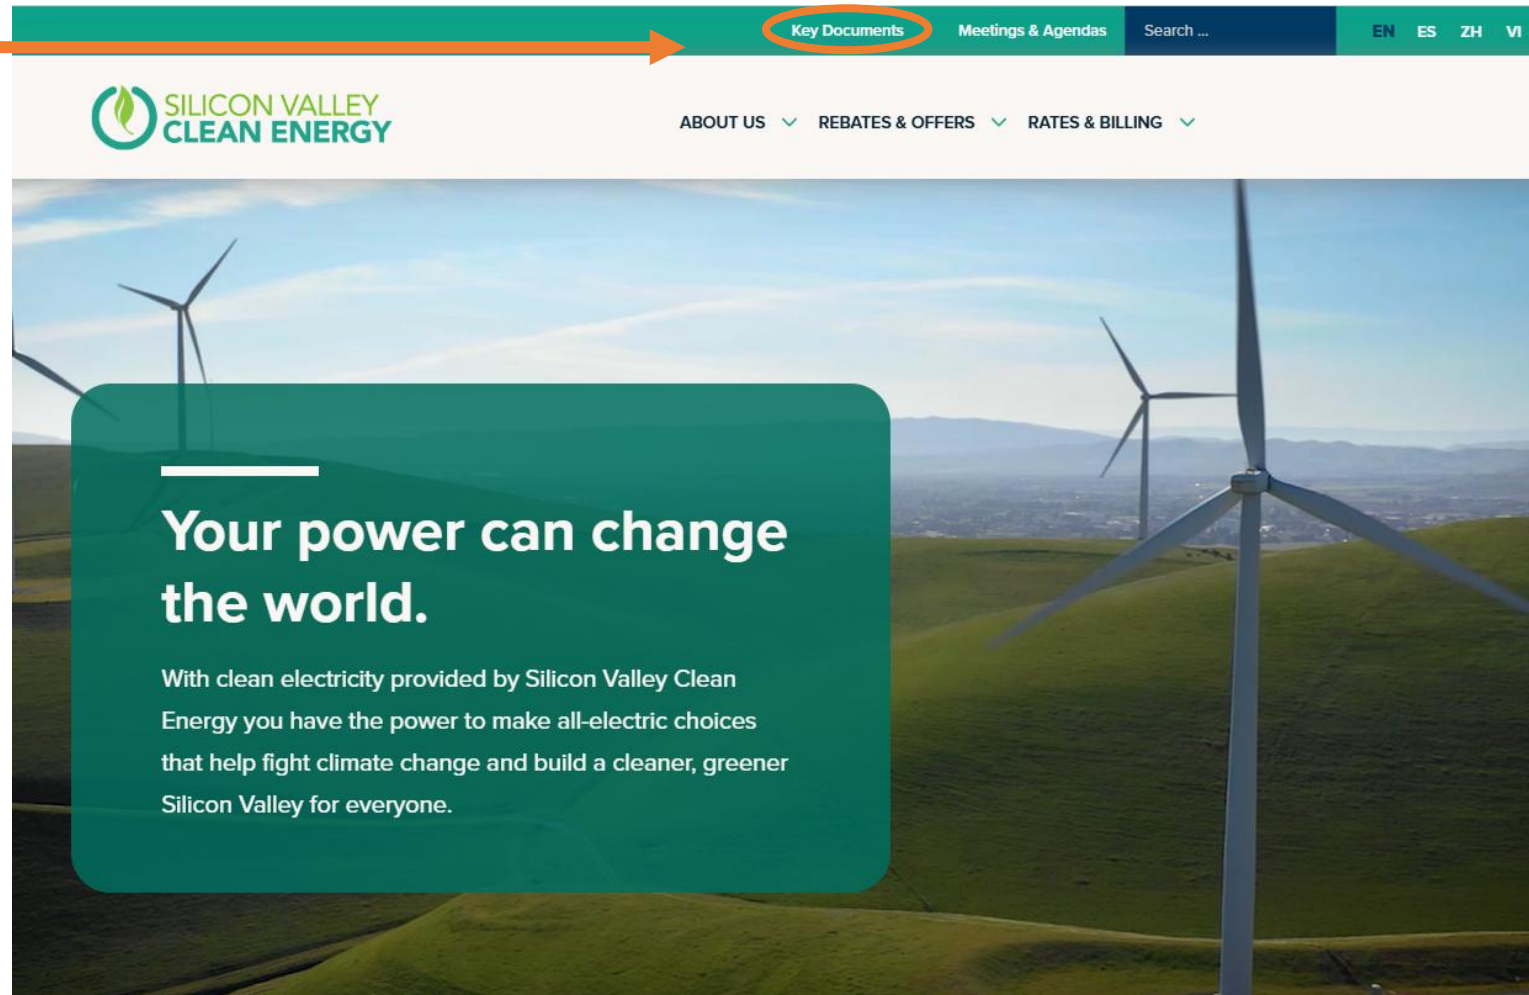 Key Documents Meetings & Agendas Search ... EN ES ZH VI
SILICON VALLEY
CLEAN ENERGY
ABOUT US REBATES & OFFERS RATES & BILLING
Your power can change
the world.
With clean electricity provided by Silicon Valley Clean
Energy you have the power to make all-electric choices
that help fight climate change and build a cleaner, greener
Silicon Valley for everyone.